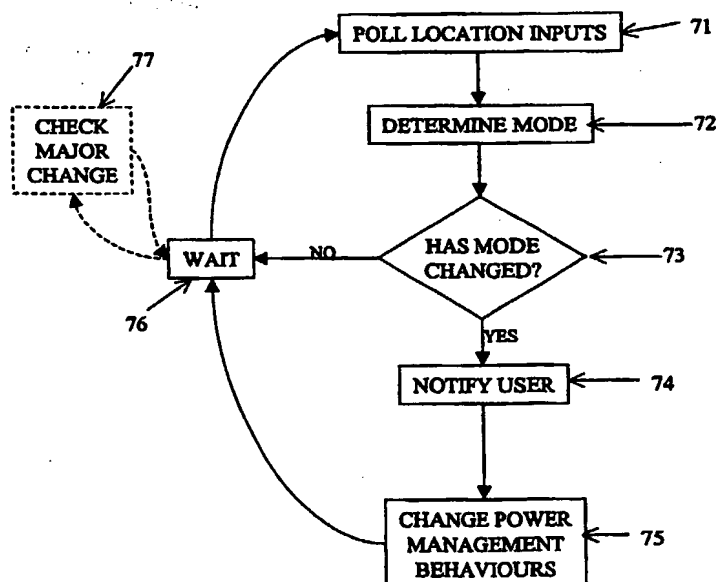 POLL LOCATION INPUTS
71
77
DETERMINE MODE
72
CHECK
MAJOR
CHANGE
HAS MODE
CHANGED?
73
NO
WAIT
76
YES
NOTIFY USER
74
CHANGE POWER
MANAGEMENT
BEHAVIOURS
75